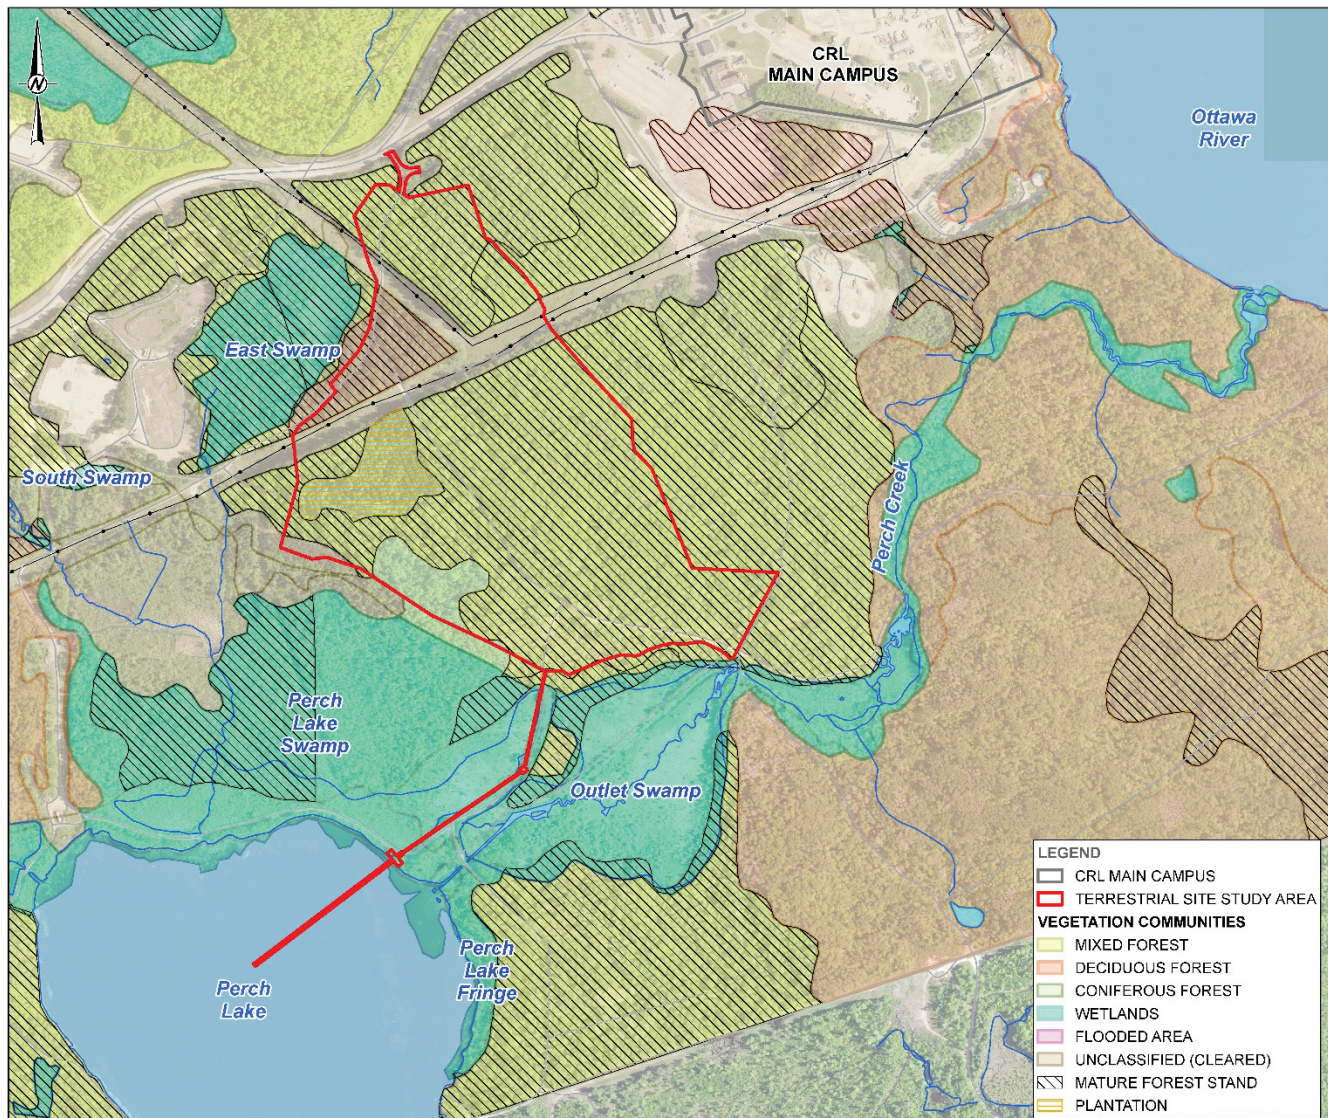 CRL
MAIN CAMPUS
Ottawa
River
N
East Swamp
South Swamp
Perch Creek
Perch
Lake
Swamp
Outlet Swamp
Perch
Lake
Fringe
Perch
Lake
LEGEND
CRL MAIN CAMPUS
TERRESTRIAL SITE STUDY AREA
VEGETATION COMMUNITIES
MIXED FOREST
DECIDUOUS FOREST
CONIFEROUS FOREST
WETLANDS
FLOODED AREA
UNCLASSIFIED (CLEARED)
MATURE FOREST STAND
PLANTATION